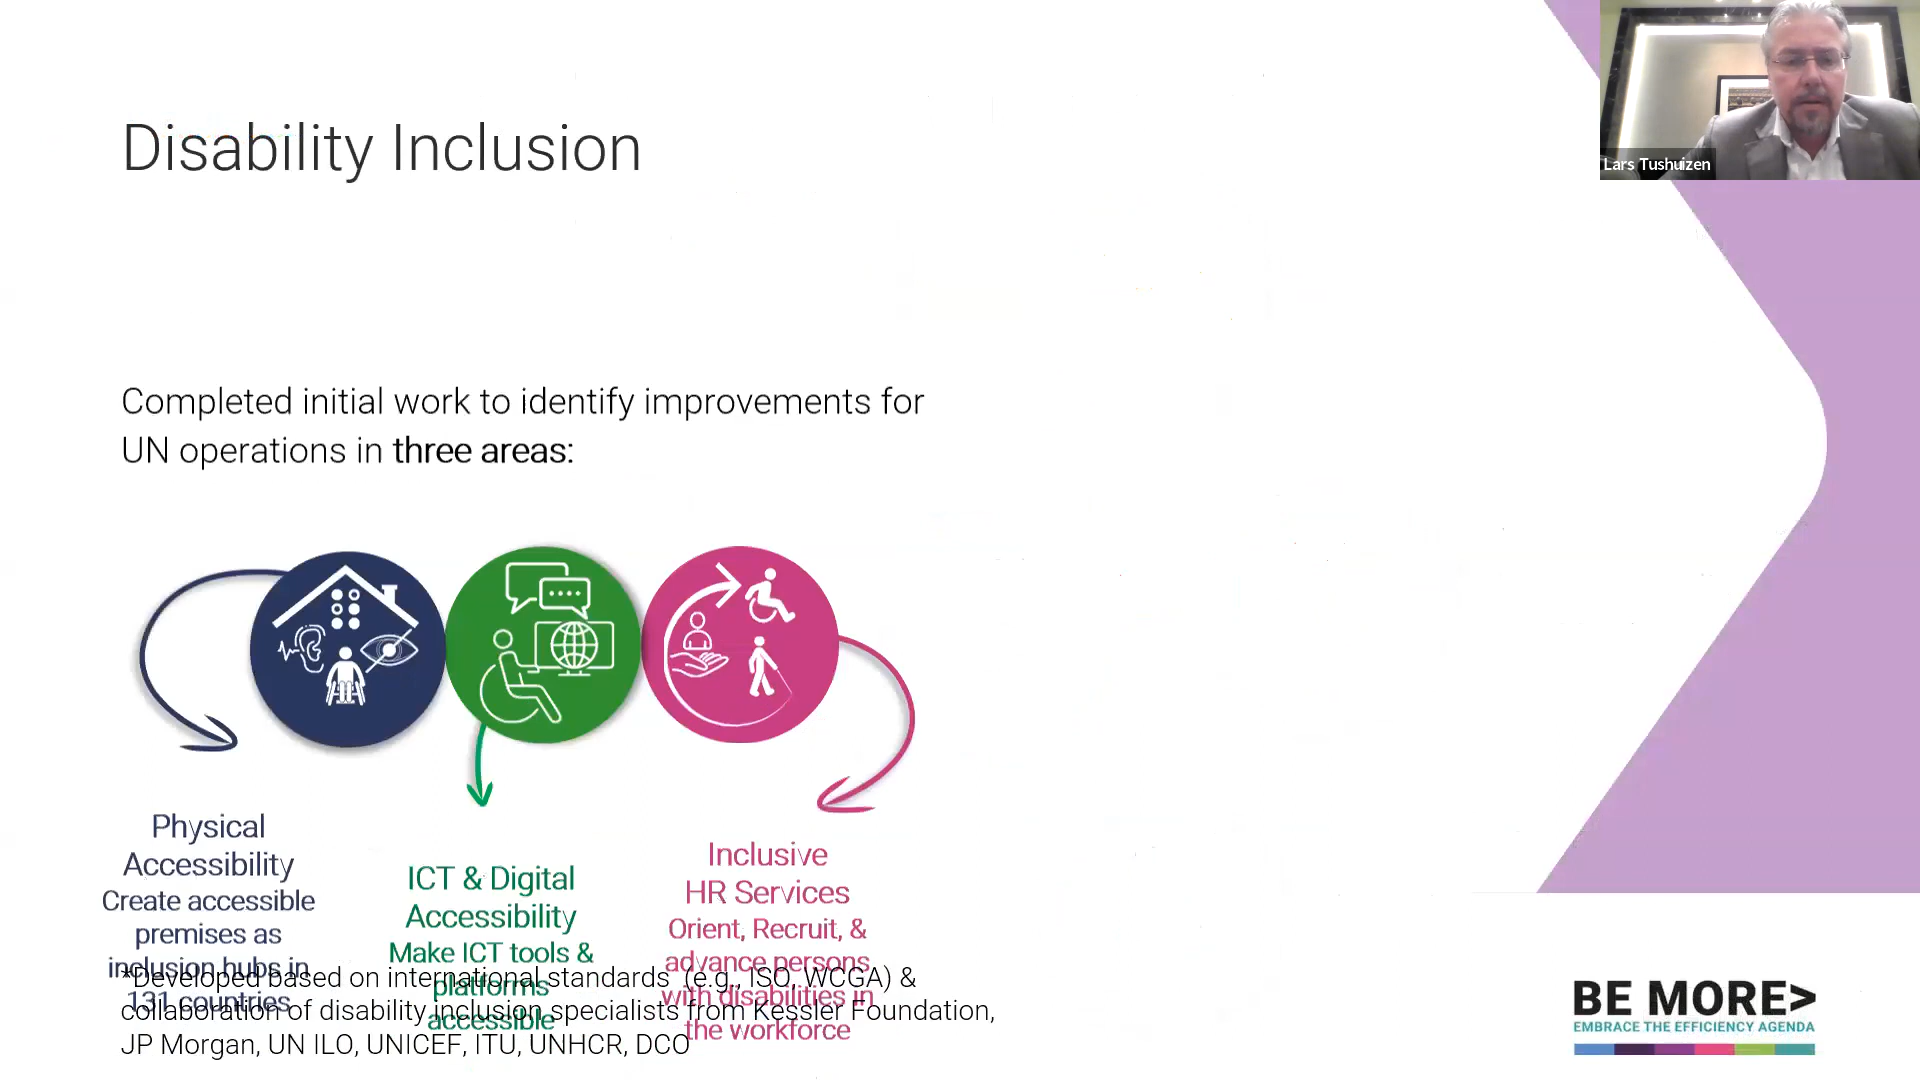 Lars Tushuizen
Disability Inclusion
Completed initial work to identify improvements for
UN operations in three areas:
Physical
Accessibility
Create accessible
premises as
inclusion hubs in
131 countries
ICT & Digital
Accessibility
Make ICT tools &
platforms
accessible
Inclusive
HR Services
Orient, Recruit, &
advance persons
with disabilities in
the workforce
*Developed based on international standards (e.g., ISO, WCGA) &
collaboration of disability inclusion specialists from Kessler Foundation,
JP Morgan, UN ILO, UNICEF, ITU, UNHCR, DCO
BE MORE>
EMBRACE THE EFFICIENCY AGENDA